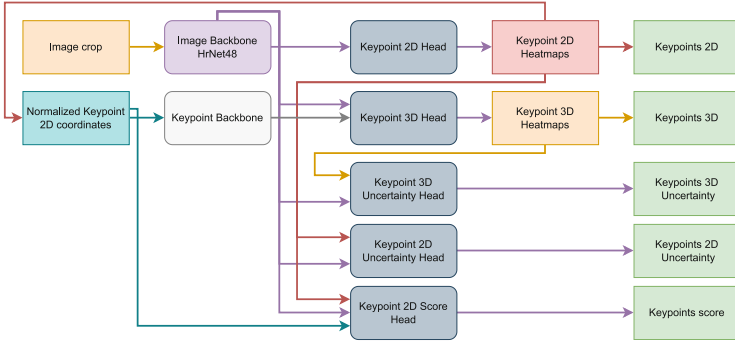 Image crop
Image Backbone
HrNet48
Keypoint 2D Head
Keypoint 2D
Heatmaps
Keypoints 2D
Normalized Keypoint
2D coordinates
Keypoint Backbone
Keypoint 3D Head
Keypoint 3D
Heatmaps
Keypoints 3D
Keypoint 3D
Uncertainty Head
Keypoints 3D
Uncertainty
Keypoint 2D
Uncertainty Head
Keypoints 2D
Uncertainty
Keypoint 2D Score
Head
Keypoints score